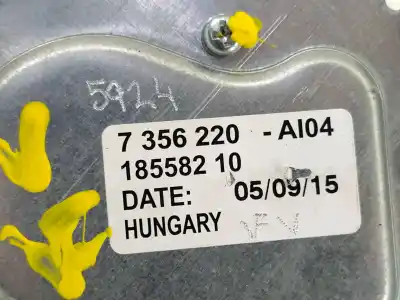 5924
7 356 220 - AI04
185582 10
DATE: 05/09/15
HUNGARY